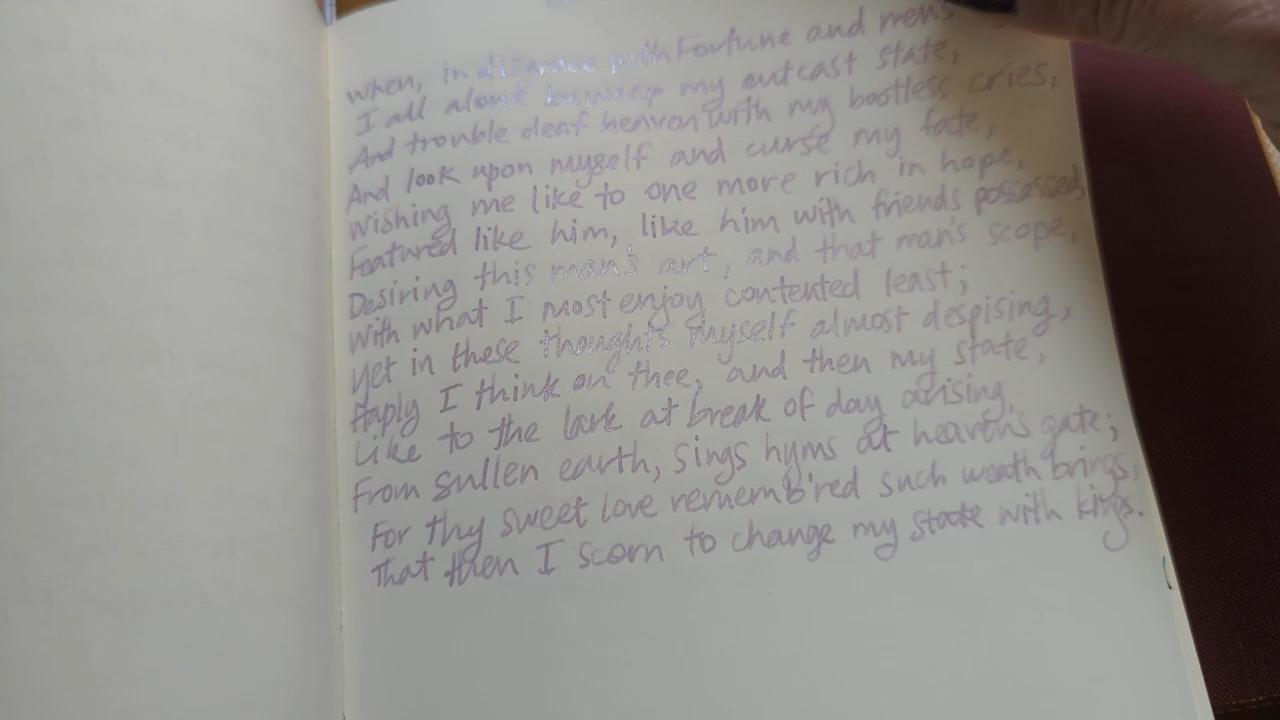 when, in disgrace with Fortune and men's
I all alone beweep my outcast state,
And trouble deaf heaven with my bootless cries,
And look upon myself and curse my fate,
Wishing me like to one more rich in hope,
Featured like him, like him with friends possessed,
Desiring this man's art, and that man's scope,
With what I most enjoy contented least;
Yet in these thoughts myself almost despising,
Haply I think on thee, and then my state,
Like to the lark at break of day arising,
From sullen earth, sings hyms at heaven's gate;
For thy sweet love rememb'red such weath brings,
That then I scorn to change my state with kings.